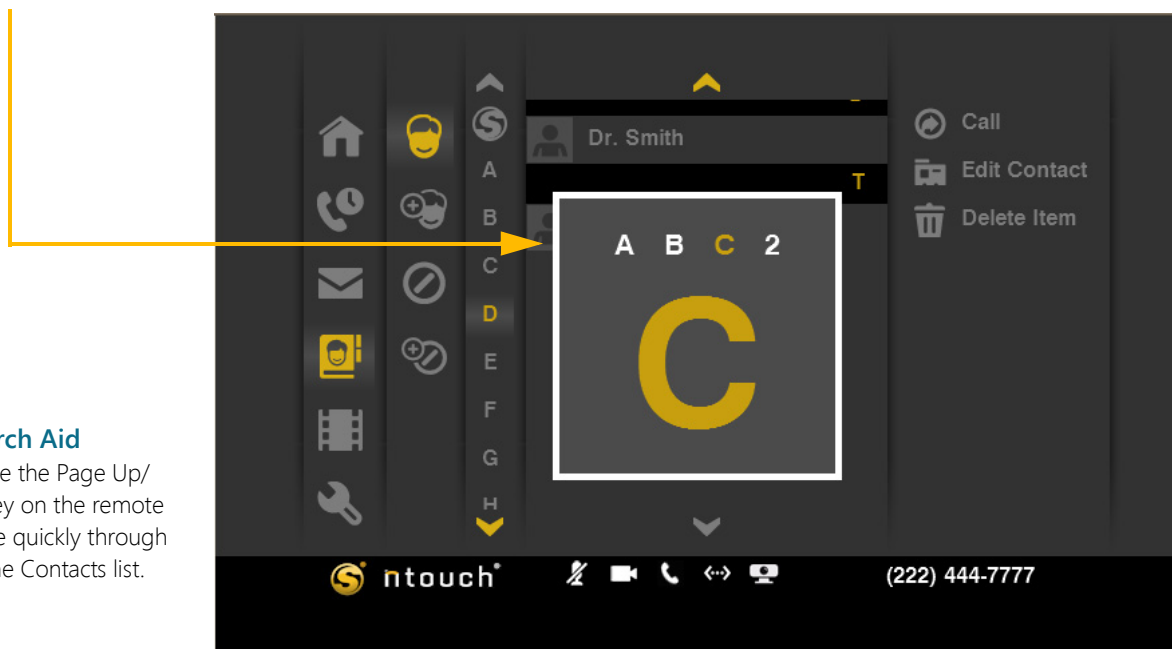 Dr. Smith
T
A B C 2
C
A
B
C
D
E
F
G
H
Call
Edit Contact
Delete Item
rch Aid
e the Page Up/
ey on the remote
e quickly through
he Contacts list.
S ntouch
(222) 444-7777